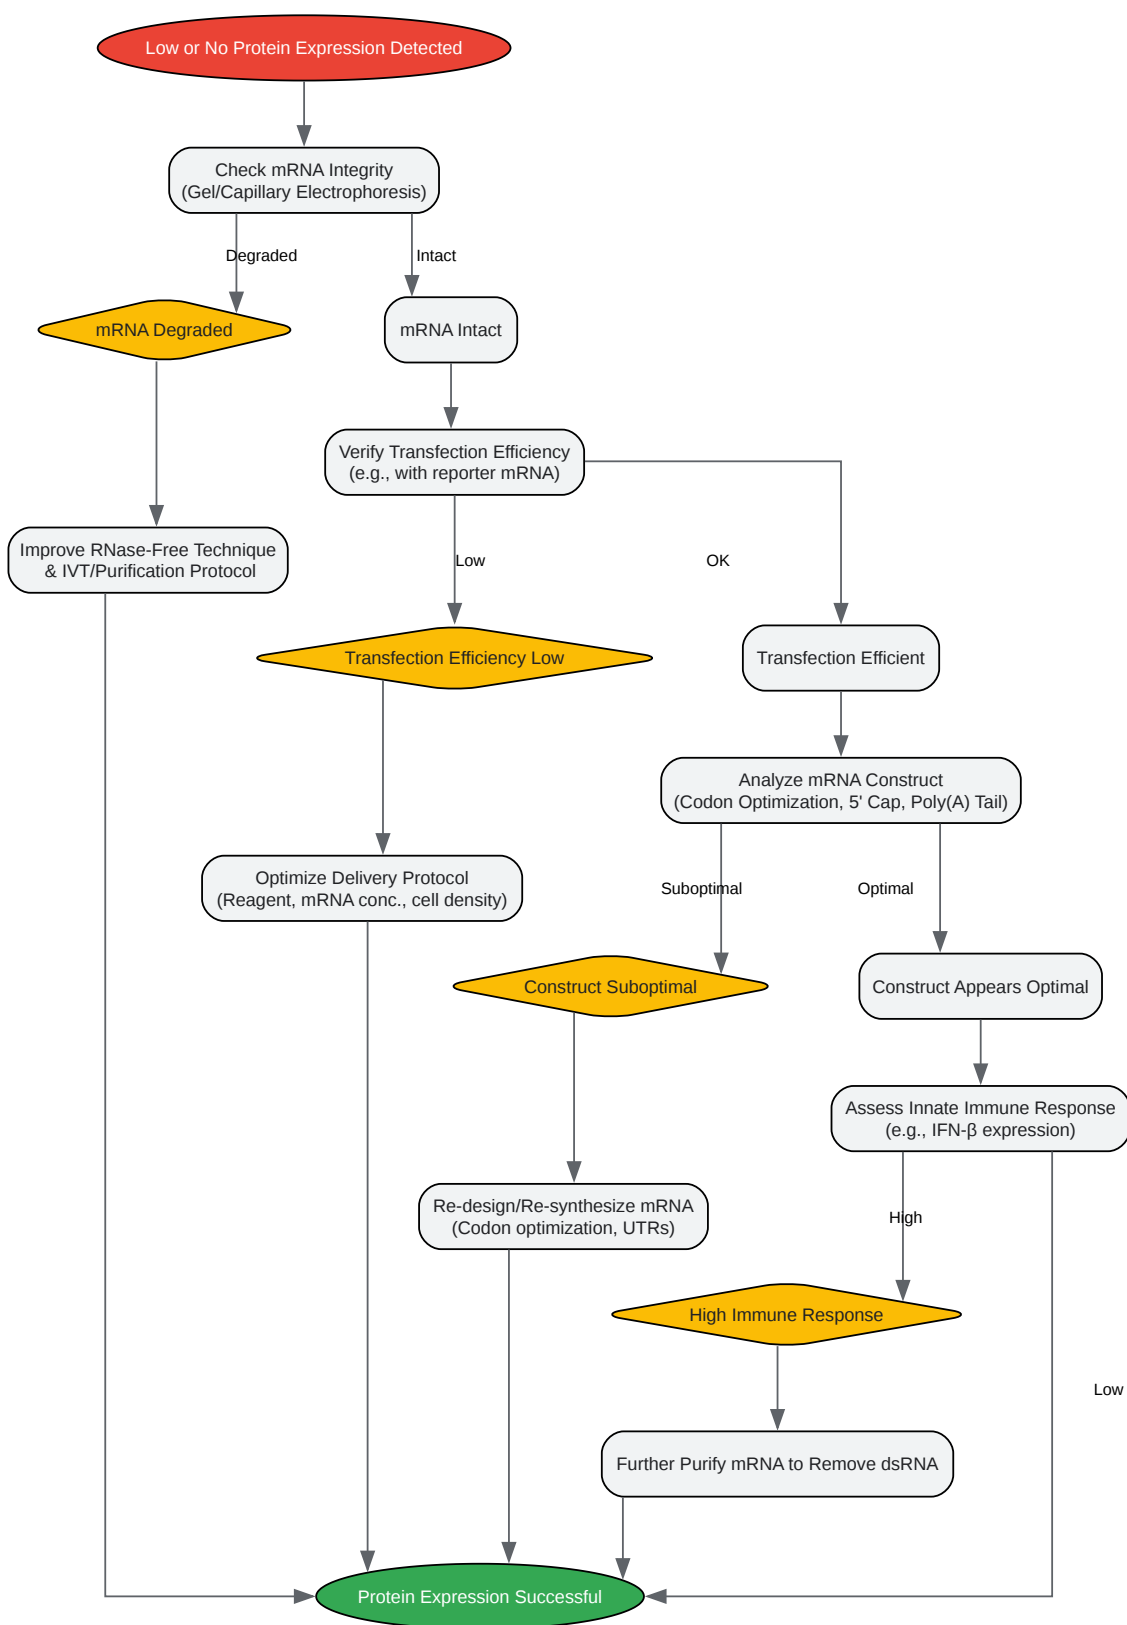 Low or No Protein Expression Detected
Check mRNA Integrity
(Gel/Capillary Electrophoresis)
Degraded
Intact
mRNA Degraded
mRNA Intact
Verify Transfection Efficiency
(e.g., with reporter mRNA)
Improve RNase-Free Technique
& IVT/Purification Protocol
Low
OK
Transfection Efficiency Low
Transfection Efficient
Analyze mRNA Construct
(Codon Optimization, 5' Cap, Poly(A) Tail)
Optimize Delivery Protocol
(Reagent, mRNA conc., cell density)
Suboptimal
Optimal
Construct Suboptimal
Construct Appears Optimal
Assess Innate Immune Response
(e.g., IFN-β expression)
Re-design/Re-synthesize mRNA
(Codon optimization, UTRs)
High
High Immune Response
Low
Further Purify mRNA to Remove dsRNA
Protein Expression Successful